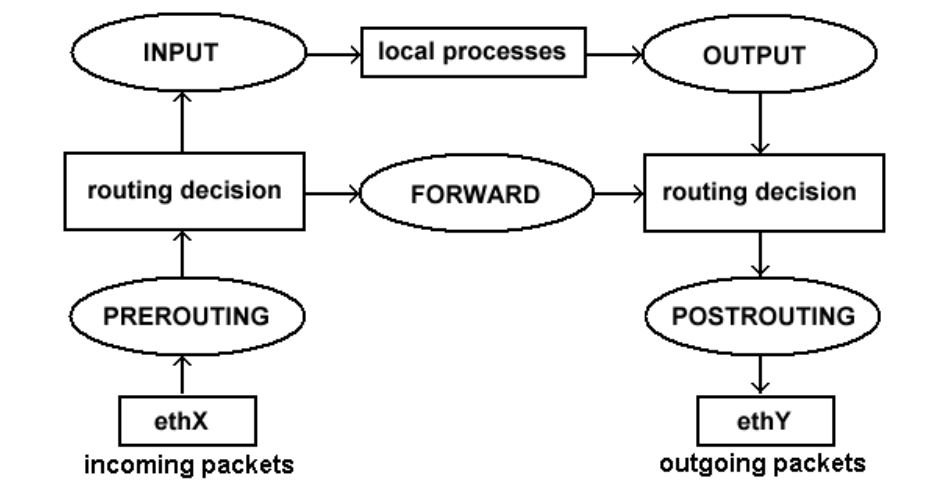 INPUT
local processes
OUTPUT
routing decision
FORWARD
routing decision
PREROUTING
POSTROUTING
ethX
ethY
incoming packets
outgoing packets